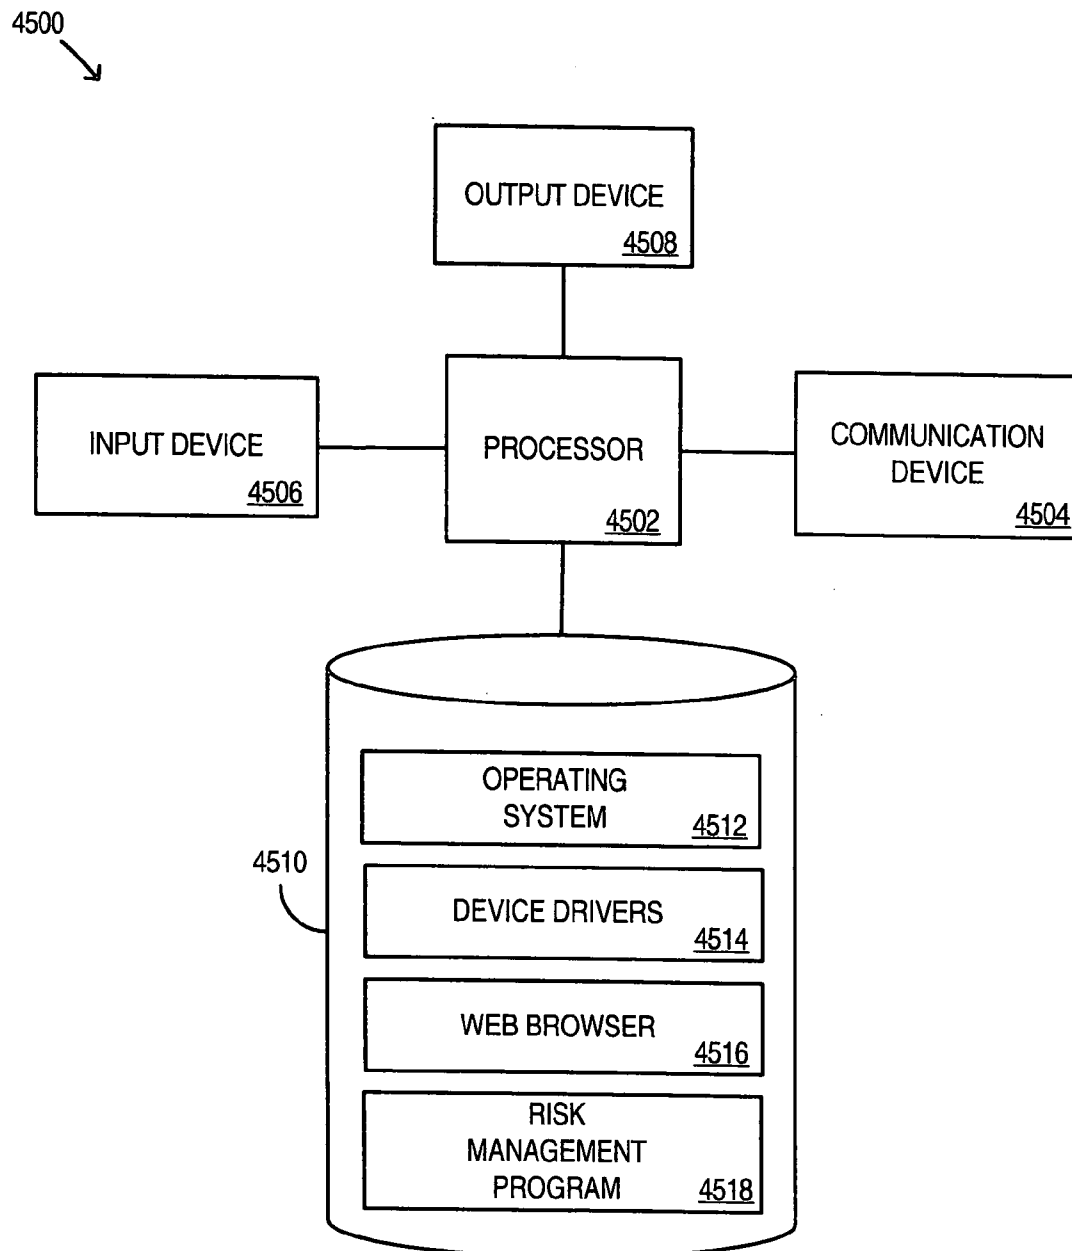 4500
OUTPUT DEVICE
4508
INPUT DEVICE
4506
PROCESSOR
4502
COMMUNICATION
DEVICE
4504
4510
OPERATING
SYSTEM
4512
DEVICE DRIVERS
4514
WEB BROWSER
4516
RISK
MANAGEMENT
PROGRAM
4518